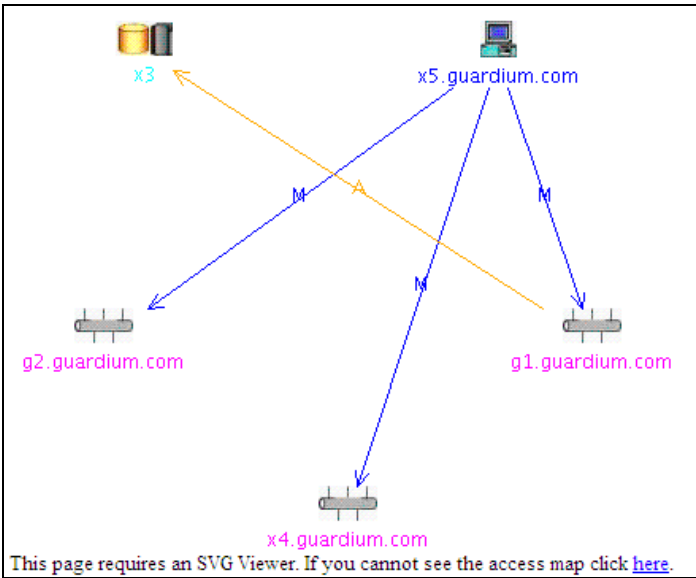 x3
x5.guardium.com
M
A
M
M
g2.guardium.com
g1.guardium.com
x4.guardium.com
This page requires an SVG Viewer. If you cannot see the access map click here.